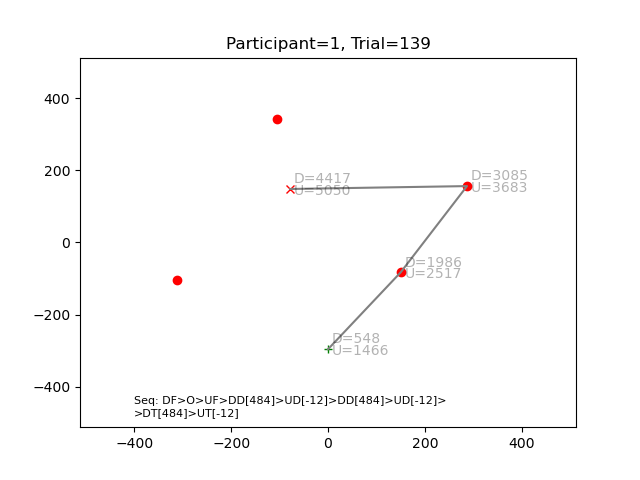 Participant=1, Trial=139
400
200
0
−200
−400
D=4417
U=5050
D=3085
U=3683
D=1986
U=2517
D=548
U=1466
Seq: DF>O>UF>DD[484]>UD[-12]>DD[484]>UD[-12]>
>DT[484]>UT[-12]
−400 −200 0 200 400